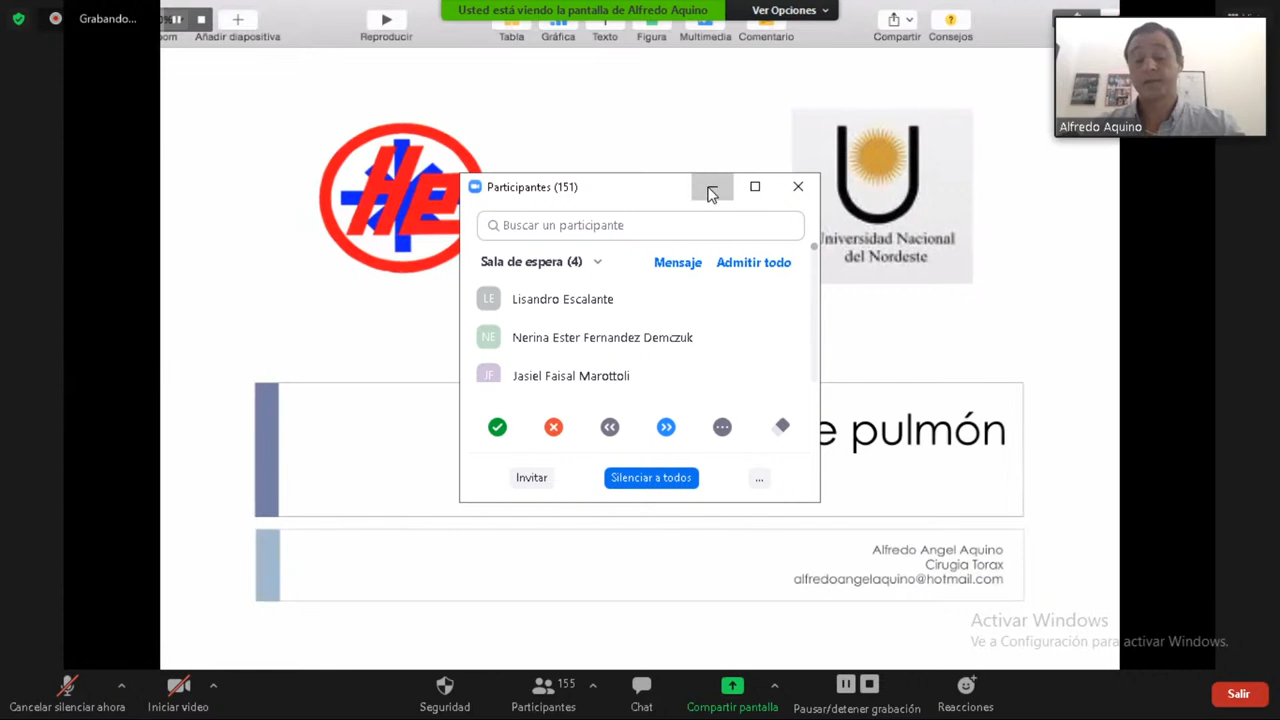 Usted está viendo la pantalla de Alfredo Aquino
Ver Opciones
Grabando...
Añadir diapositiva
Reproducir
Tabla
Gráfica
Texto
Figura
Multimedia
Comentario
Compartir
Consejos
Alfredo Aquino
He
Universidad Nacional
del Nordeste
Participantes (151)
Buscar un participante
Sala de espera (4)
Mensaje
Admitir todo
LE
Lisandro Escalante
NE
Nerina Ester Fernandez Demczuk
JF
Jasiel Faisal Marottoli
Invitar
Silenciar a todos
...
e pulmón
Alfredo Angel Aquino
Cirugia Torax
alfredoangelaquino@hotmail.com
Activar Windows
Ve a Configuración para activar Windows.
Cancelar silenciar ahora
Iniciar video
Seguridad
155
Participantes
Chat
Compartir pantalla
Pausar/detener grabación
Reacciones
Salir